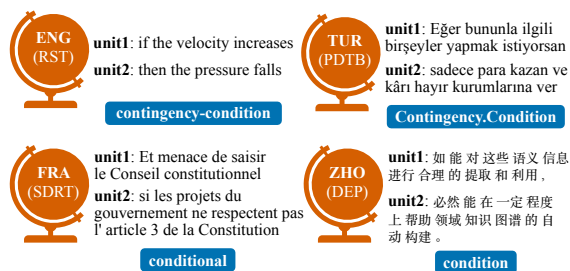 ENG
(RST)
unit1: if the velocity increases
unit2: then the pressure falls
contingency-condition
TUR
(PDTB)
unit1: Eğer bununla ilgili
birşeyler yapmak istiyorsan
unit2: sadece para kazan ve
kârı hayır kurumlarına ver
Contingency.Condition
FRA
(SDRT)
unit1: Et menace de saisir
le Conseil constitutionnel
unit2: si les projets du
gouvernement ne respectent pas
l' article 3 de la Constitution
conditional
ZHO
(DEP)
unit1: 如 能 对 这些 语义 信息
进行 合理 的 提取 和 利用 ,
unit2: 必然 能 在 一定 程度
上 帮助 领域 知识 图谱 的 自
动 构建 。
condition